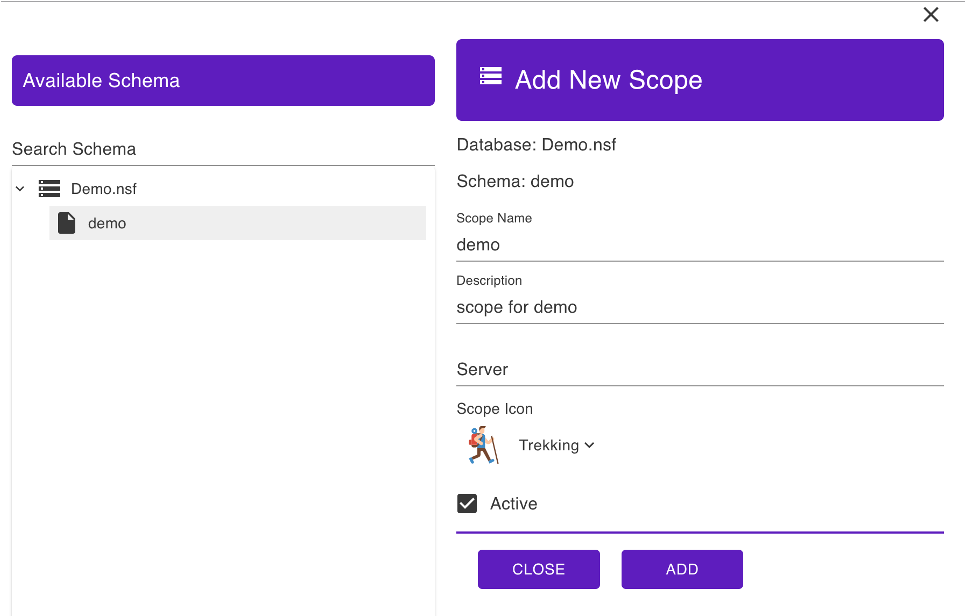 Available Schema
Search Schema
Demo.nsf
demo
Add New Scope
Database: Demo.nsf
Schema: demo
Scope Name
demo
Description
scope for demo
Server
Scope Icon
Trekking
Active
CLOSE
ADD